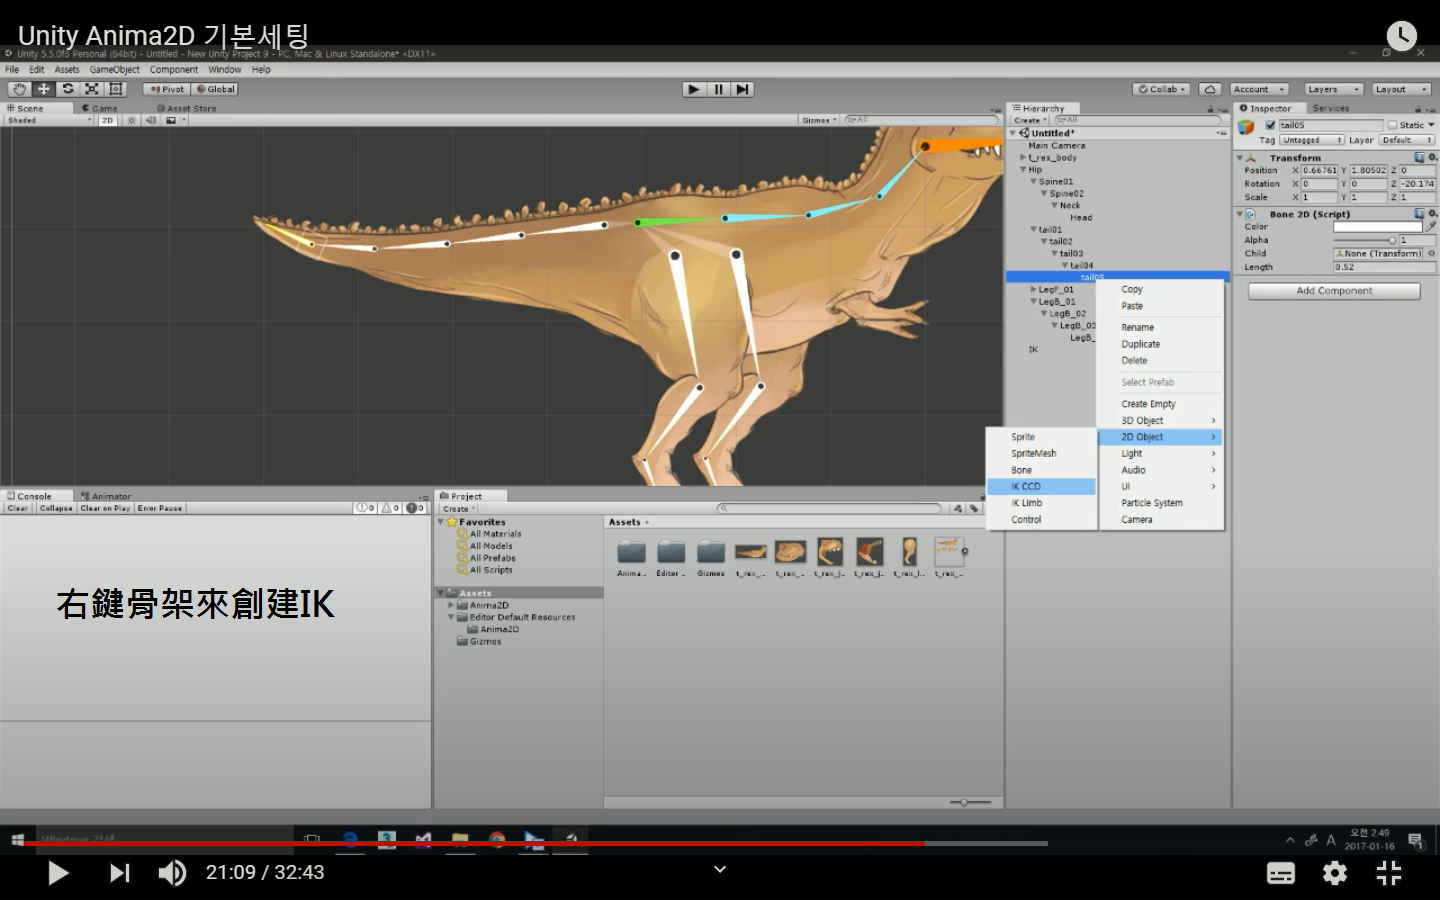 Unity Anima2D 기본세팅
Unity 5.5.0f3 Personal (64bit) - Untitled - New Unity Project 9 - PC, Mac & Linux Standalone* <DX11>
File Edit Assets GameObject Component Window Help
Pivot Global
Collab Account Layers Layout
Scene Game Asset Store
Shaded 2D Gizmos All
Hierarchy
Create All
Untitled*
Main Camera
t_rex_body
Hip
Spine01
Spine02
Neck
Head
tail01
tail02
tail03
tail04
tail05
LegF_01
LegB_01
LegB_02
LegB_03
LegB_
IK
Copy
Paste
Rename
Duplicate
Delete
Select Prefab
Create Empty
3D Object
2D Object
Light
Audio
UI
Particle System
Camera
Sprite
SpriteMesh
Bone
IK CCD
IK Limb
Control
Inspector Services
tail05 Static
Tag Untagged Layer Default
Transform
Position X 0.66761 Y 1.80502 Z 0
Rotation X 0 Y 0 Z -20.174
Scale X 1 Y 1 Z 1
Bone 2D (Script)
Color
Alpha 1
Child None (Transform)
Length 0.52
Add Component
Console Animator
Clear Collapse Clear on Play Error Pause 0 0 0
右鍵骨架來創建IK
Project
Create
Favorites
All Materials
All Models
All Prefabs
All Scripts
Assets
Anima2D
Editor Default Resources
Anima2D
Gizmos
Assets
Anima... Editor ... Gizmos t_rex_... t_rex_... t_rex_j... t_rex_j... t_rex_l... t_rex_...
Windows 검색
A 오전 2:49
2017-01-16
1
21:09 / 32:43